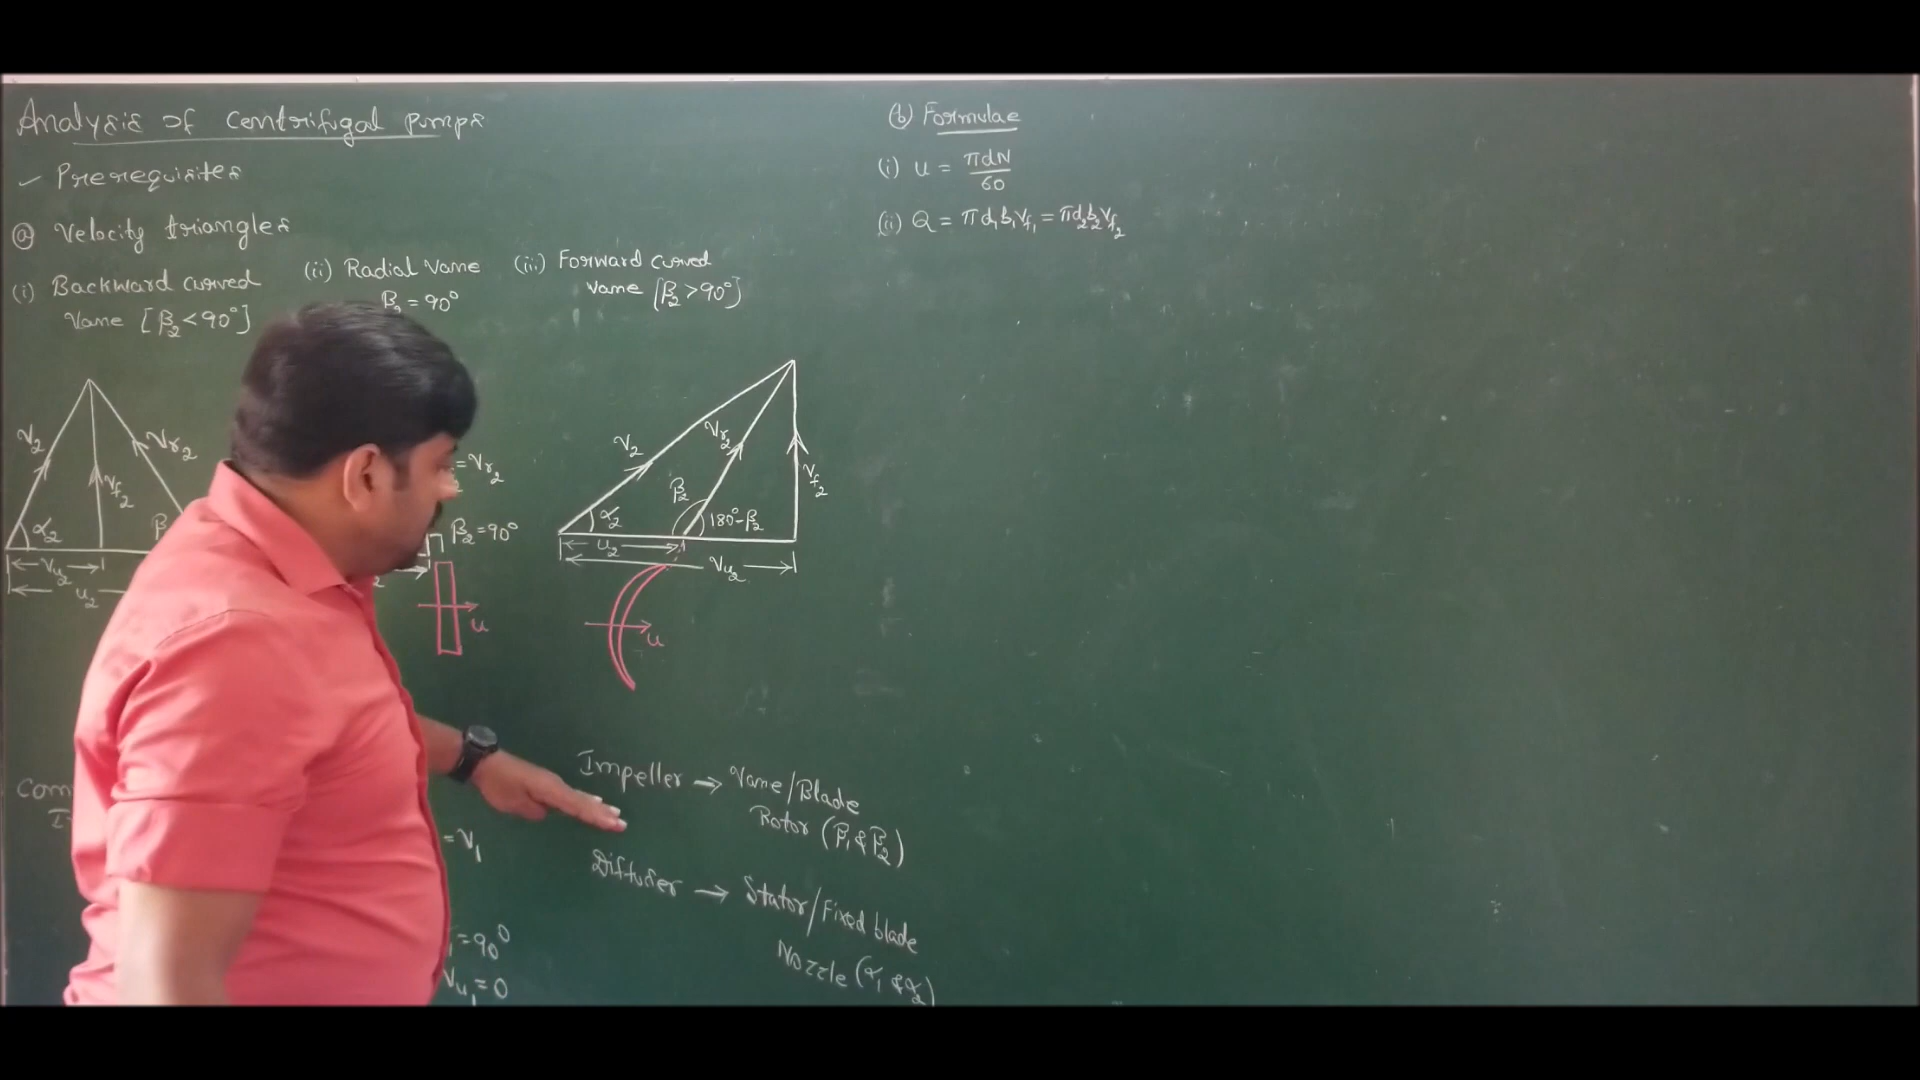 Analysis of centrifugal pumps
✓ Prerequisites
(a) Velocity triangles
(i) Backward curved
Vane [β₂<90°]
(ii) Radial Vane
β₂ = 90°
(iii) Forward curved
Vane [β₂>90°]
V₂
Vr₂
Vf₂
α₂
β
Vu₂
u₂
=Vr₂
β₂=90°
u
V₂
Vr₂
Vf₂
β₂
α₂
180°-β₂
u₂
Vu₂
u
=V₁
=90°
Vu₁=0
Impeller → Vane/Blade
Rotor (β₁ & β₂)
Diffuser → Stator/Fixed blade
Nozzle (α₁ & α₂)
(b) Formulae
(i) u = πdN/60
(ii) Q = πd₁b₁Vf₁ = πd₂b₂Vf₂